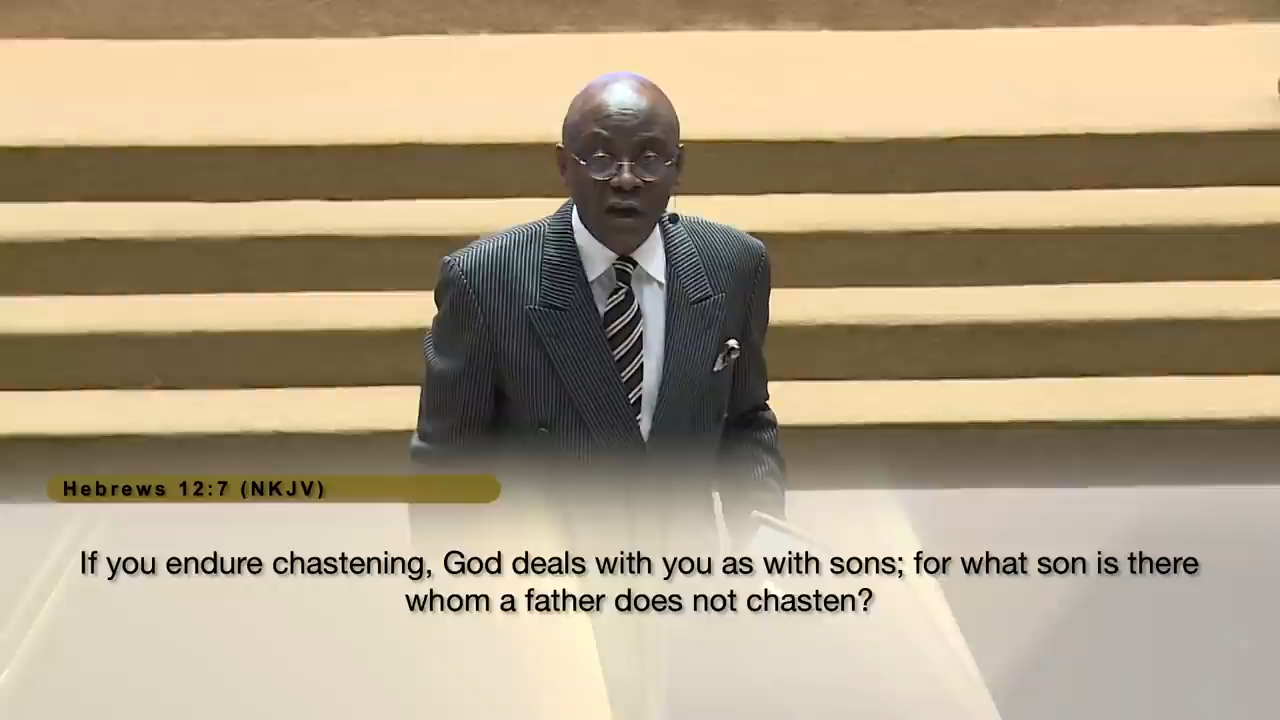 Hebrews 12:7 (NKJV)
If you endure chastening, God deals with you as with sons; for what son is there
whom a father does not chasten?